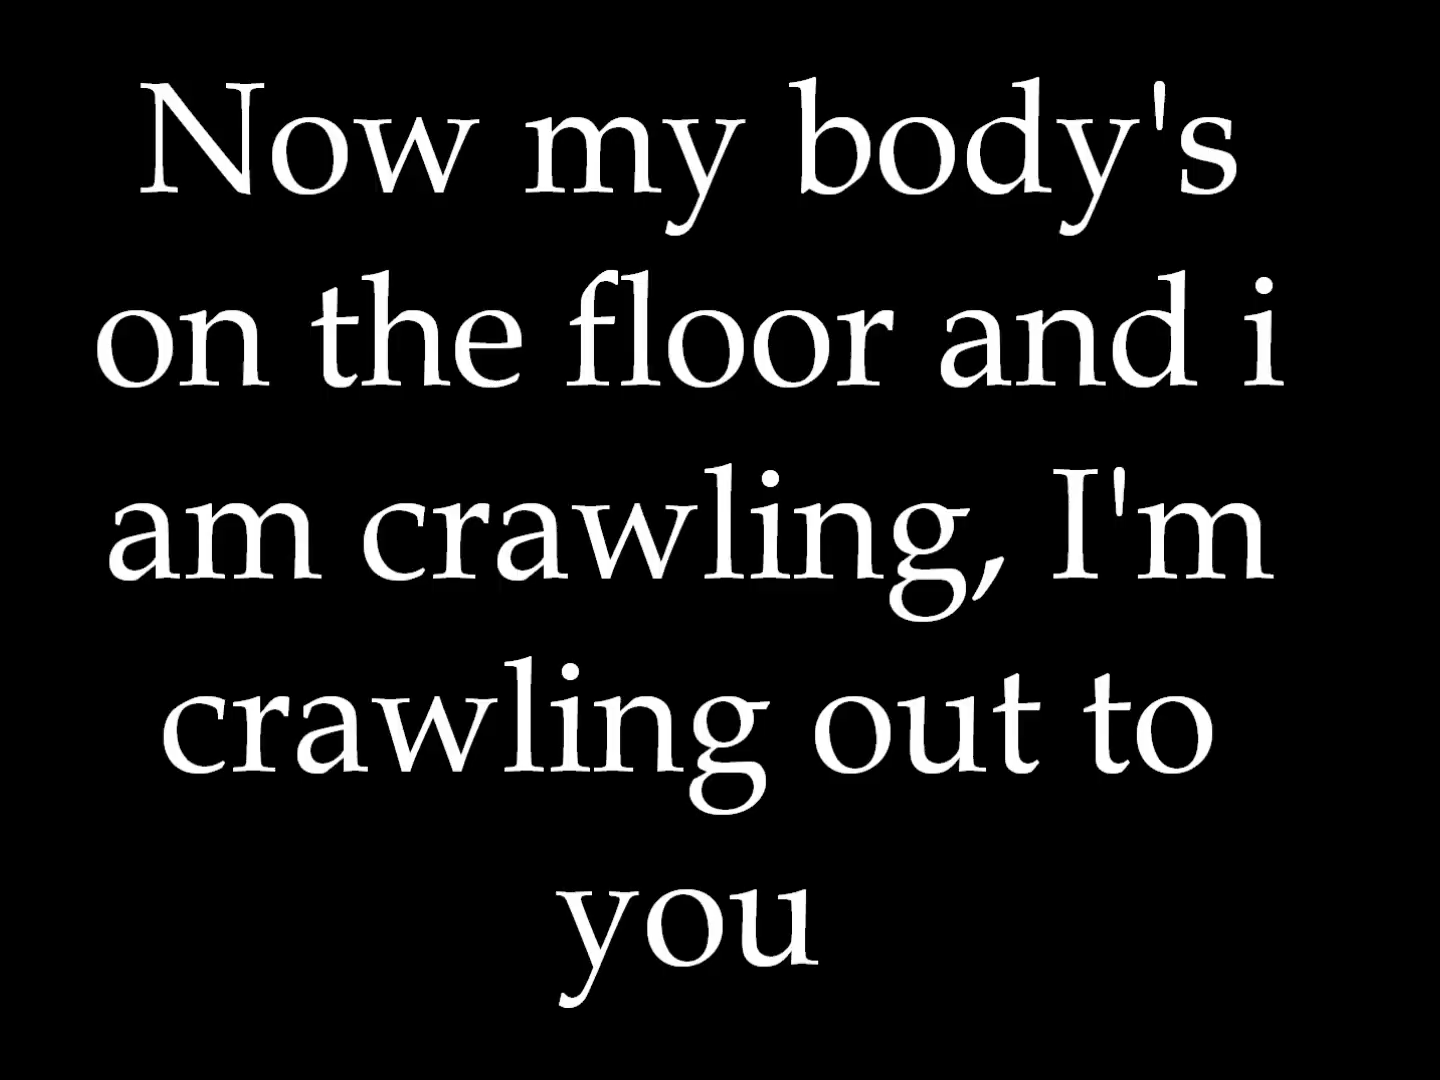 Now my body's
on the floor and i
am crawling, I'm
crawling out to
you